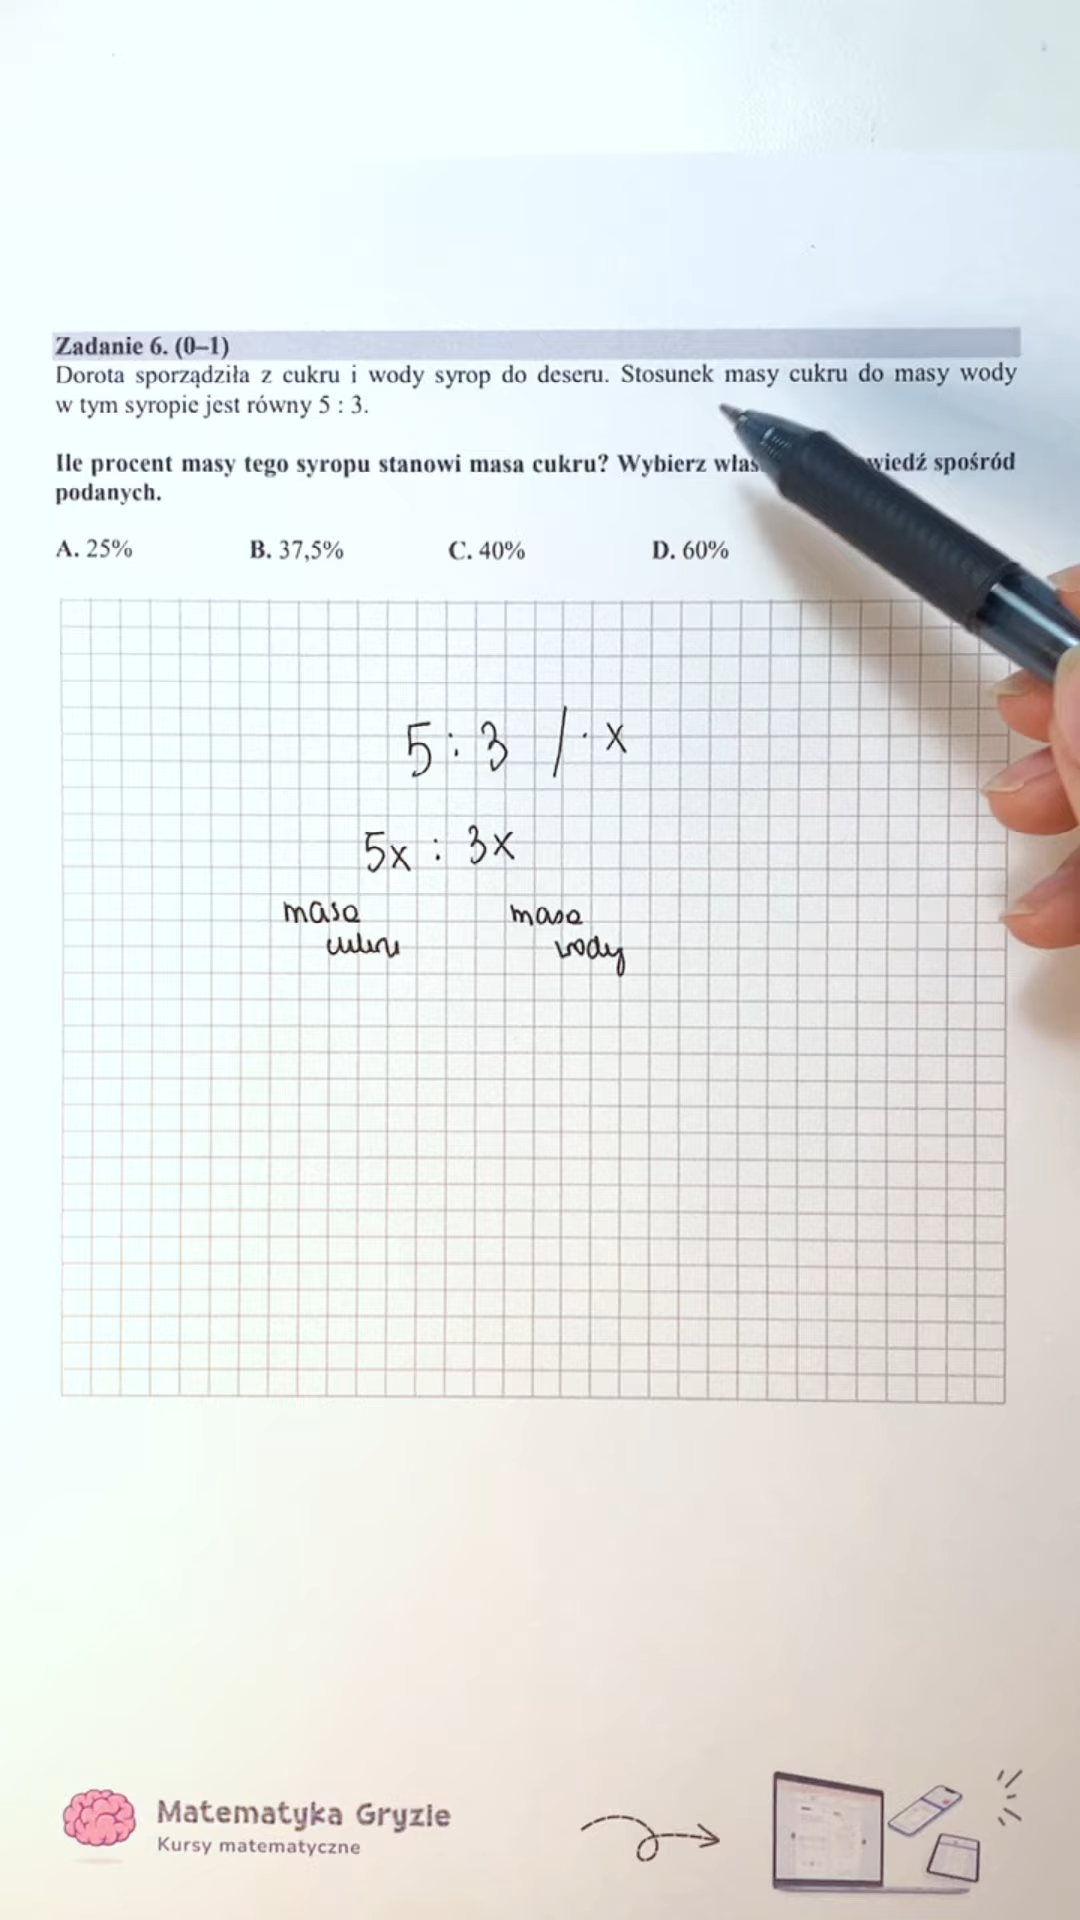 Zadanie 6. (0–1)
Dorota sporządziła z cukru i wody syrop do deseru. Stosunek masy cukru do masy wody
w tym syropie jest równy 5 : 3.
Ile procent masy tego syropu stanowi masa cukru? Wybierz właś wiedź spośród
podanych.
A. 25% B. 37,5% C. 40% D. 60%
5 : 3 / · x
5x : 3x
masa masa
cukru wody
Matematyka Gryzie
Kursy matematyczne